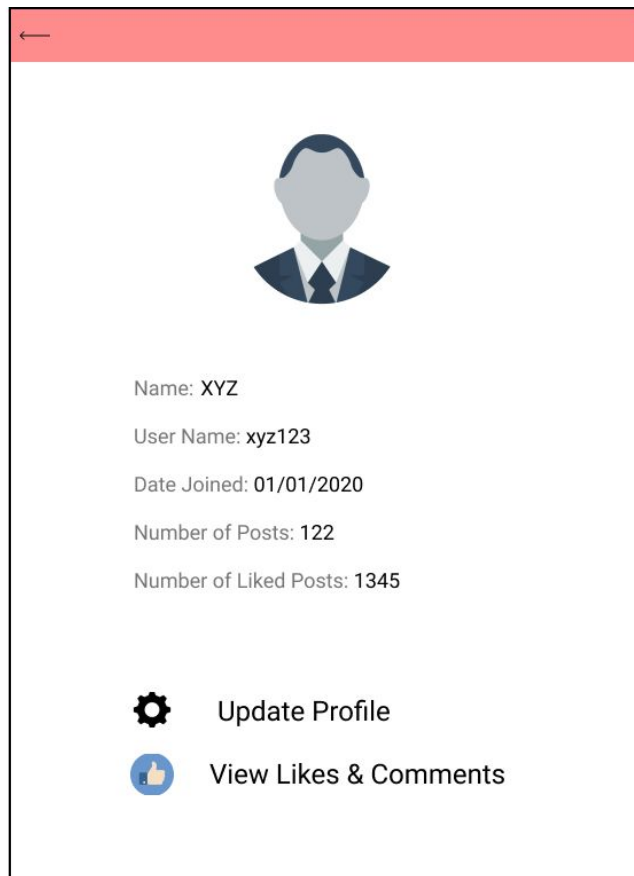 Name: XYZ
User Name: xyz123
Date Joined: 01/01/2020
Number of Posts: 122
Number of Liked Posts: 1345
Update Profile
View Likes & Comments